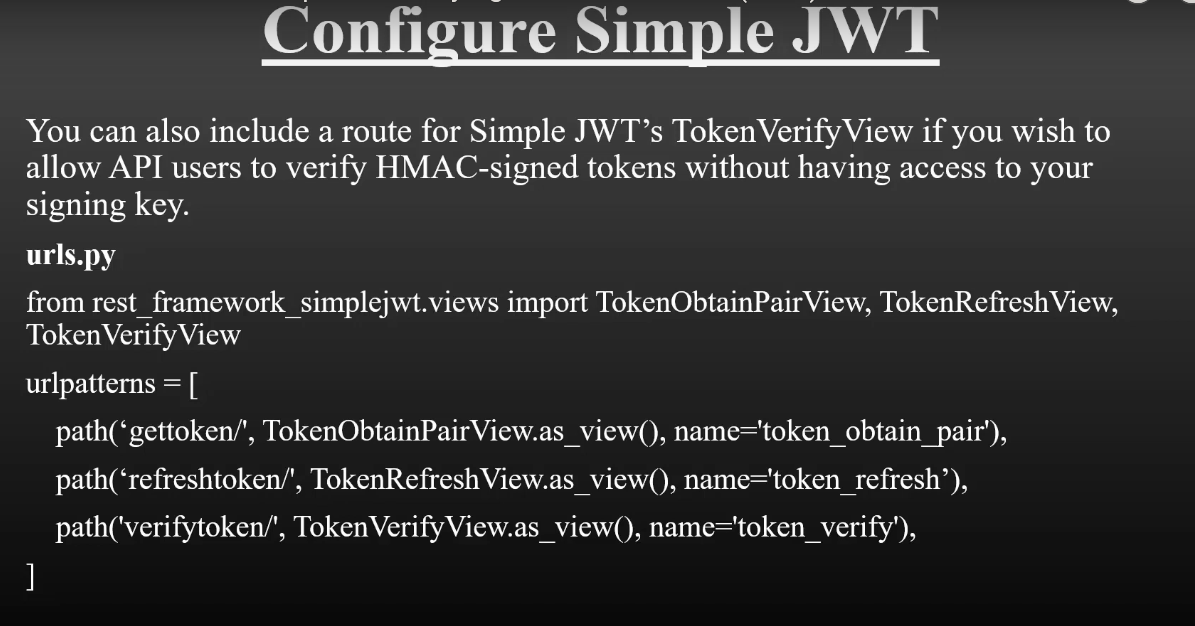 Configure Simple JWT
You can also include a route for Simple JWT’s TokenVerifyView if you wish to
allow API users to verify HMAC-signed tokens without having access to your
signing key.
urls.py
from rest_framework_simplejwt.views import TokenObtainPairView, TokenRefreshView,
TokenVerifyView
urlpatterns = [
path(‘gettoken/', TokenObtainPairView.as_view(), name='token_obtain_pair'),
path(‘refreshtoken/', TokenRefreshView.as_view(), name='token_refresh’),
path('verifytoken/', TokenVerifyView.as_view(), name='token_verify'),
]